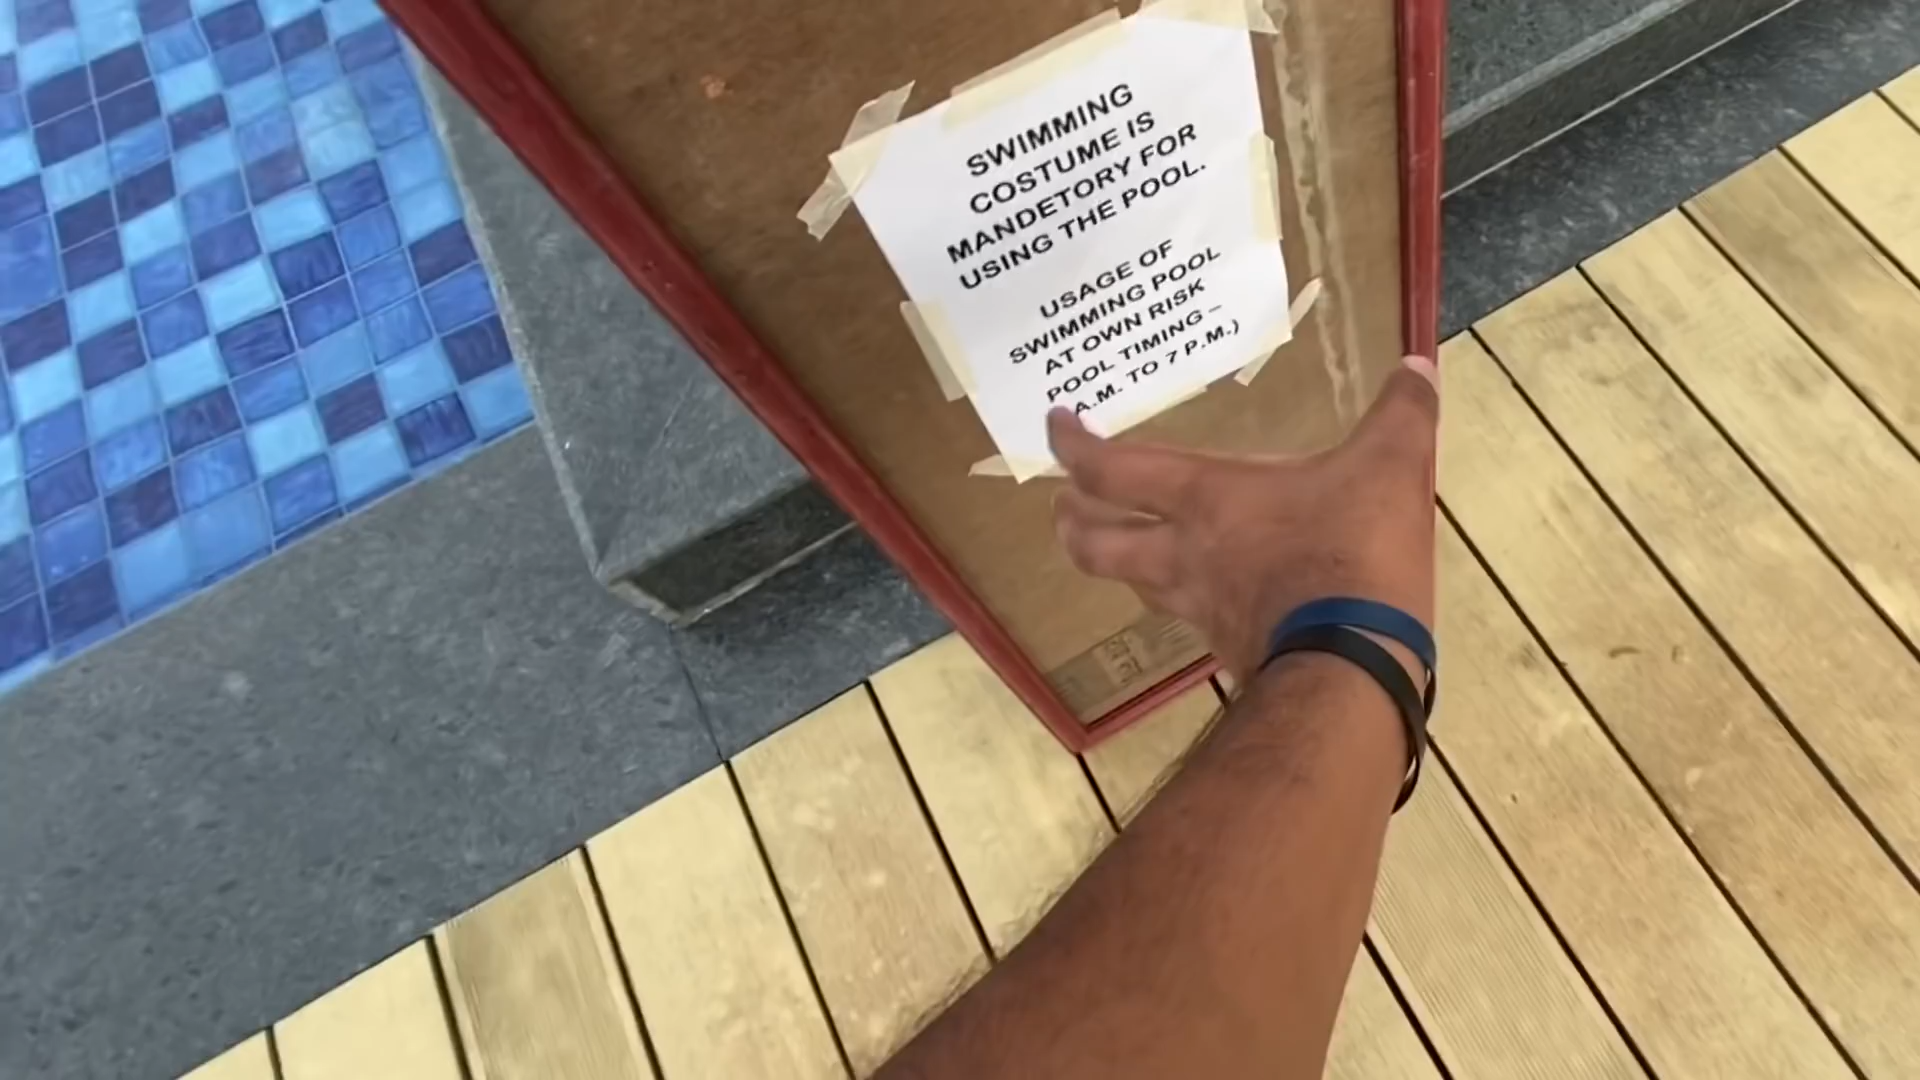 SWIMMING
COSTUME IS
MANDETORY FOR
USING THE POOL.
USAGE OF
SWIMMING POOL
AT OWN RISK
POOL TIMING –
A.M. TO 7 P.M.)